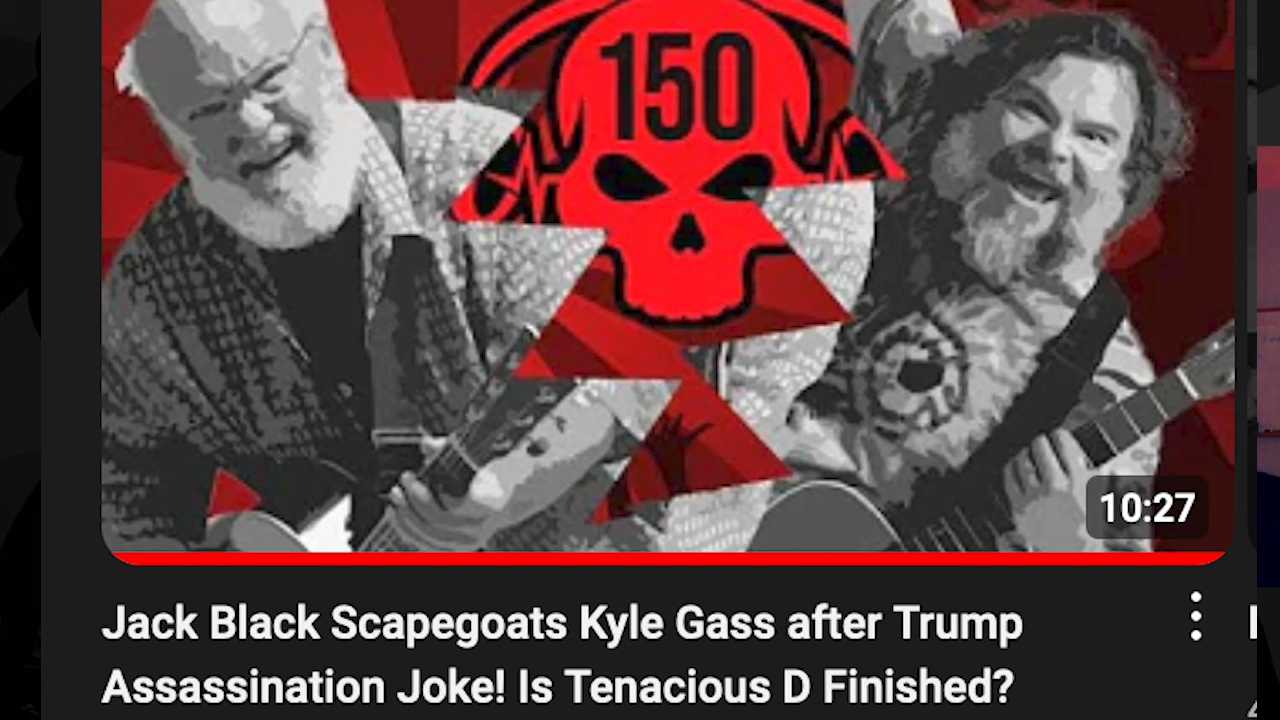 150
10:27
Jack Black Scapegoats Kyle Gass after Trump
Assassination Joke! Is Tenacious D Finished?